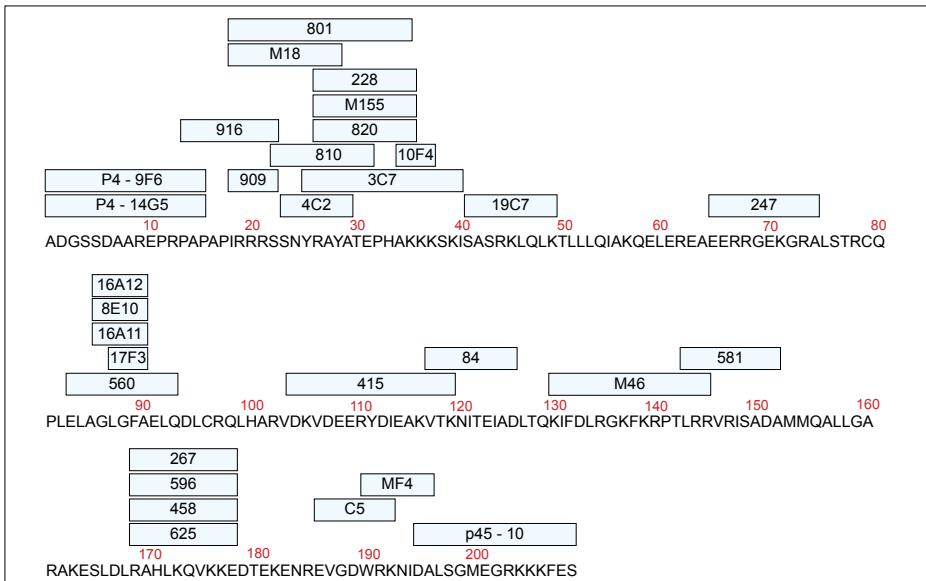 801
M18
228
M155
916 820
810 10F4
P4 - 9F6 909 3C7
P4 - 14G5 4C2 19C7 247
10 20 30 40 50 60 70 80
ADGSSDAAREPRPAPAPIRRRSSNYRAYATEPHAKKKSKISASRKLQLKTLLLQIAKQELEREAEERRGEKGRALSTRCQ
16A12
8E10
16A11
17F3 84 581
560 415 M46
90 100 110 120 130 140 150 160
PLELAGLGFAELQDLCRQLHARVDKVDEERYDIEAKVTKNITEIADLTQKIFDLRGKFKRPTLRRVRISADAMMQALLGA
267
596 MF4
458 C5
625 p45 - 10
170 180 190 200
RAKESLDLRAHLKQVKKEDTEKENREVGDWRKNIDALSGMEGRKKKFES